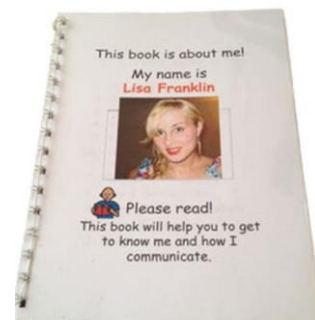 This book is about me!
My name is
Lisa Franklin
Please read!
This book will help you to get
to know me and how I
communicate.